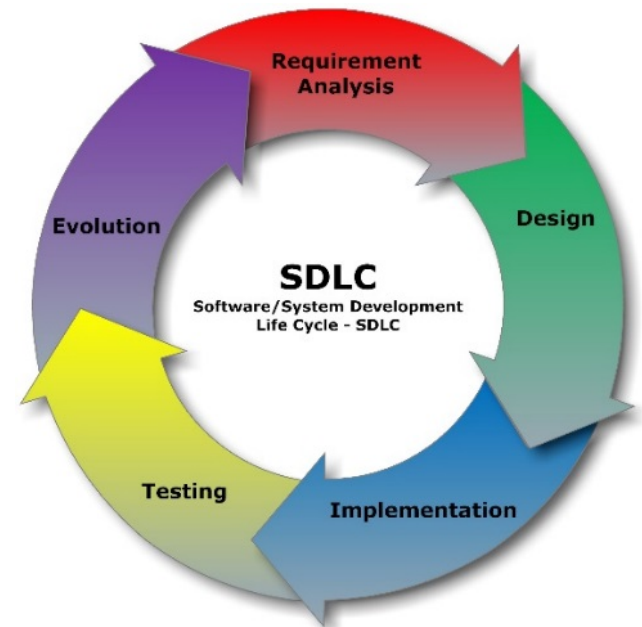 Requirement
Analysis
Design
Evolution
SDLC
Software/System Development
Life Cycle - SDLC
Testing
Implementation